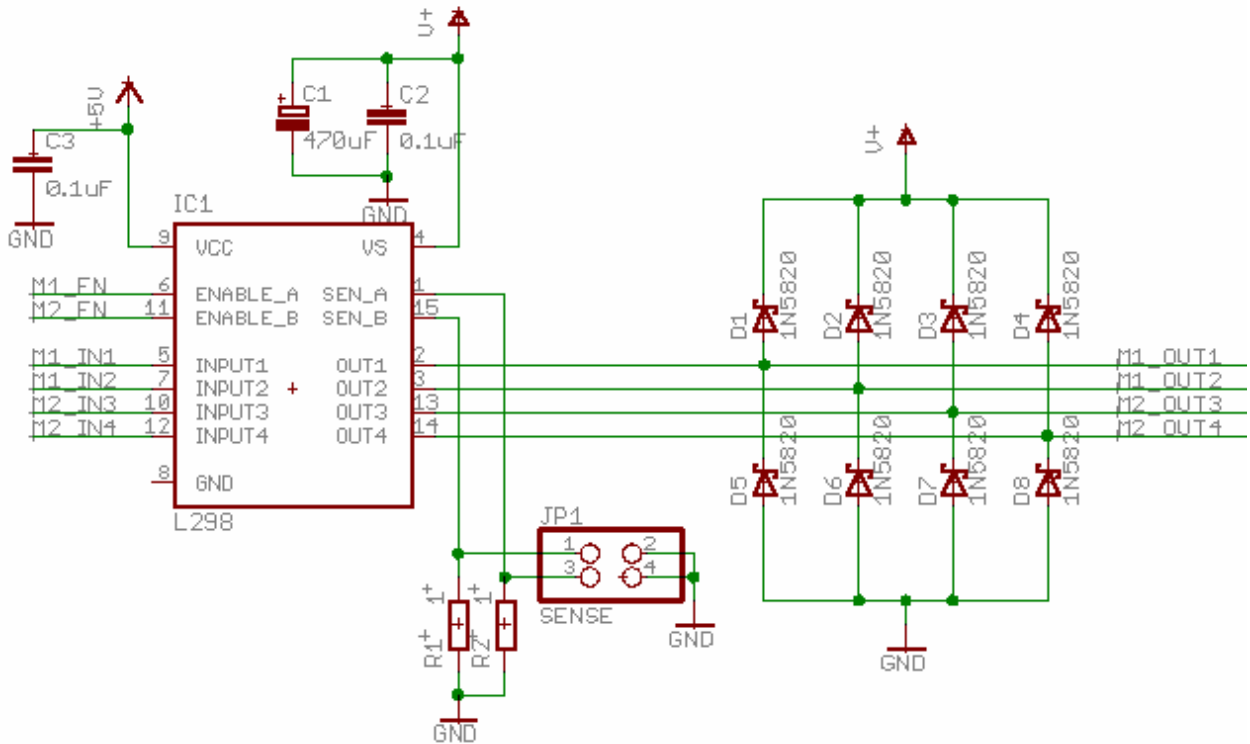 V+
+5V
C3
0.1uF
GND
C1
470uF
C2
0.1uF
GND
IC1
9 VCC VS 4
M1_EN 6 ENABLE_A SEN_A 1
M2_EN 11 ENABLE_B SEN_B 15
M1_IN1 5 INPUT1 OUT1 2 M1_OUT1
M1_IN2 7 INPUT2 OUT2 3 M1_OUT2
M2_IN3 10 INPUT3 OUT3 13 M2_OUT3
M2_IN4 12 INPUT4 OUT4 14 M2_OUT4
8 GND
L298
V+
D1 1N5820
D2 1N5820
D3 1N5820
D4 1N5820
D5 1N5820
D6 1N5820
D7 1N5820
D8 1N5820
GND
JP1
1 2
3 4
SENSE
GND
R1 1
R2 1
GND